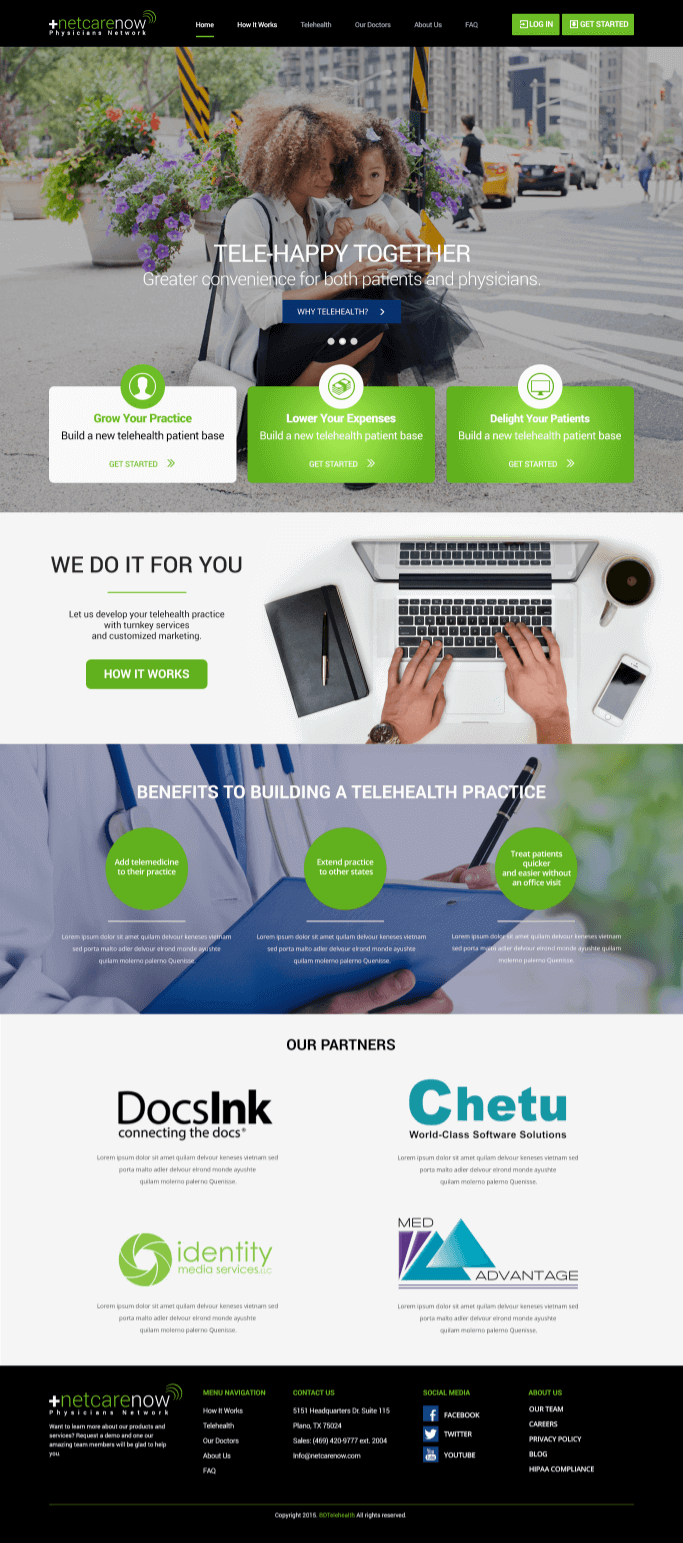 +netcarenow
Physicians Network
Home How It Works Telehealth Our Doctors About Us FAQ
LOG IN GET STARTED
TELE-HAPPY TOGETHER
Greater convenience for both patients and physicians.
WHY TELEHEALTH?
Grow Your Practice
Build a new telehealth patient base
GET STARTED
Lower Your Expenses
Build a new telehealth patient base
GET STARTED
Delight Your Patients
Build a new telehealth patient base
GET STARTED
WE DO IT FOR YOU
Let us develop your telehealth practice
with turnkey services
and customized marketing.
HOW IT WORKS
BENEFITS TO BUILDING A TELEHEALTH PRACTICE
Add telemedicine
to their practice
Lorem ipsum dolor sit amet quilam delvour keneses vietnam
sed porta malto adler delvour elrond monde ayushte
quilam molerno palerno Quenisse.
Extend practice
to other states
Lorem ipsum dolor sit amet quilam delvour keneses vietnam
sed porta malto adler delvour elrond monde ayushte
quilam molerno palerno Quenisse.
Treat patients
quicker
and easier without
an office visit
Lorem ipsum dolor sit amet quilam delvour keneses vietnam
sed porta malto adler delvour elrond monde ayushte
quilam molerno palerno Quenisse.
OUR PARTNERS
DocsInk
connecting the docs®
Lorem ipsum dolor sit amet quilam delvour keneses vietnam sed
porta malto adler delvour elrond monde ayushte
quilam molerno palerno Quenisse.
Chetu
World-Class Software Solutions
Lorem ipsum dolor sit amet quilam delvour keneses vietnam sed
porta malto adler delvour elrond monde ayushte
quilam molerno palerno Quenisse.
identity
media services,LLC
Lorem ipsum dolor sit amet quilam delvour keneses vietnam sed
porta malto adler delvour elrond monde ayushte
quilam molerno palerno Quenisse.
MED
ADVANTAGE
Lorem ipsum dolor sit amet quilam delvour keneses vietnam sed
porta malto adler delvour elrond monde ayushte
quilam molerno palerno Quenisse.
+netcarenow
Physicians Network
Want to learn more about our products and
services? Request a demo and one our
amazing team members will be glad to help
you.
MENU NAVIGATION
How It Works
Telehealth
Our Doctors
About Us
FAQ
CONTACT US
5151 Headquarters Dr. Suite 115
Plano, TX 75024
Sales: (469) 420-9777 ext. 2004
Info@netcarenow.com
SOCIAL MEDIA
FACEBOOK
TWITTER
YOUTUBE
ABOUT US
OUR TEAM
CAREERS
PRIVACY POLICY
BLOG
HIPAA COMPLIANCE
Copyright 2015. BDTelehealth All rights reserved.